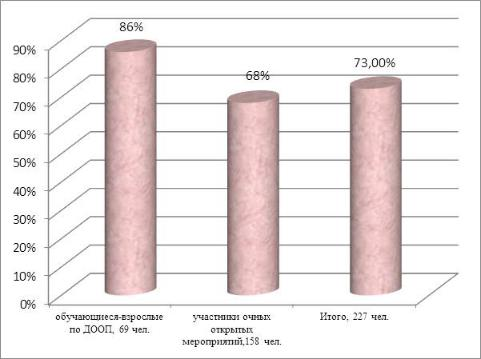 86%
68%
73,00%
90%
80%
70%
60%
50%
40%
30%
20%
10%
0%
обучающиеся-взрослые
по ДООП, 69 чел.
участники очных
открытых
мероприятий,158 чел.
Итого, 227 чел.